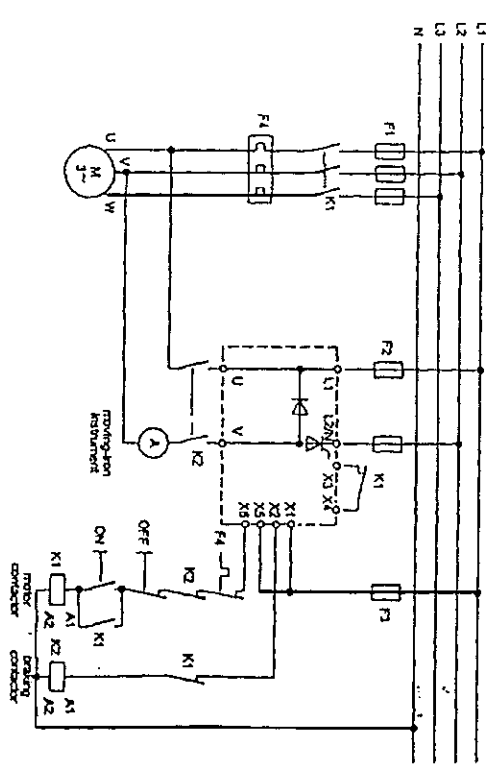 L1
L2
L3
N
F1
K1
F4
U
V
W
M
3~
F2
L1
L2/N
X3
X4
K1
U
V
K2
A
moving-iron
instrument
X1
X2
X5
X6
F3
F4
K2
OFF
ON
K1
K1
A1
A2
K1
motor
contactor
K2
A1
A2
braking
contactor